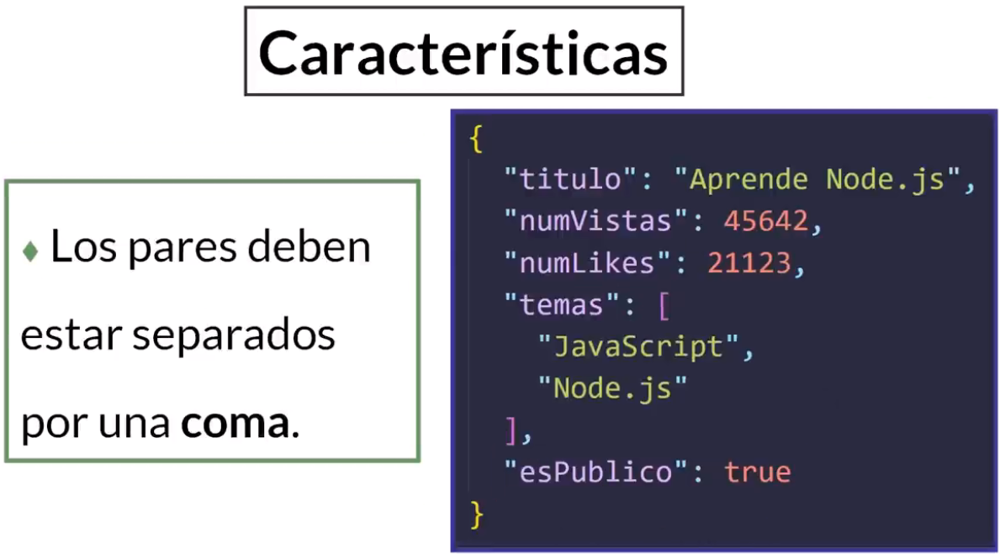 Características
♦ Los pares deben
estar separados
por una coma.
{
"titulo": "Aprende Node.js",
"numVistas": 45642,
"numLikes": 21123,
"temas": [
"JavaScript",
"Node.js"
],
"esPublico": true
}